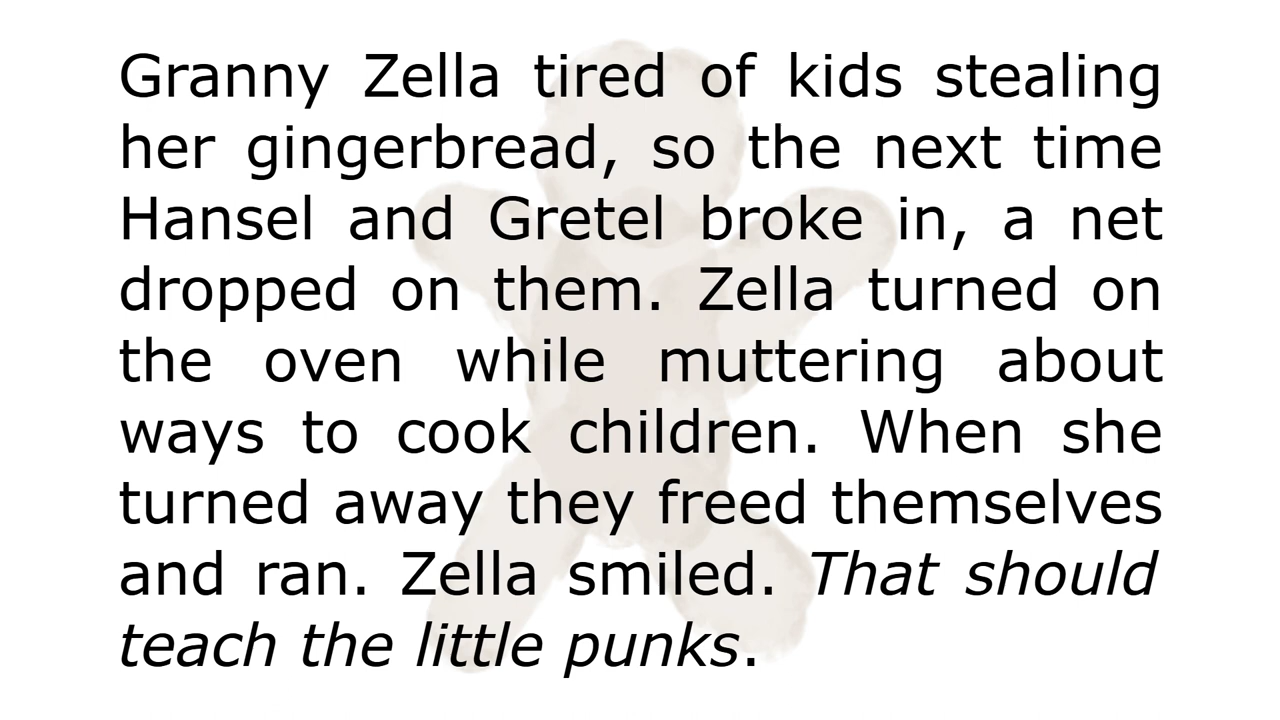 Granny Zella tired of kids stealing
her gingerbread, so the next time
Hansel and Gretel broke in, a net
dropped on them. Zella turned on
the oven while muttering about
ways to cook children. When she
turned away they freed themselves
and ran. Zella smiled. That should
teach the little punks.